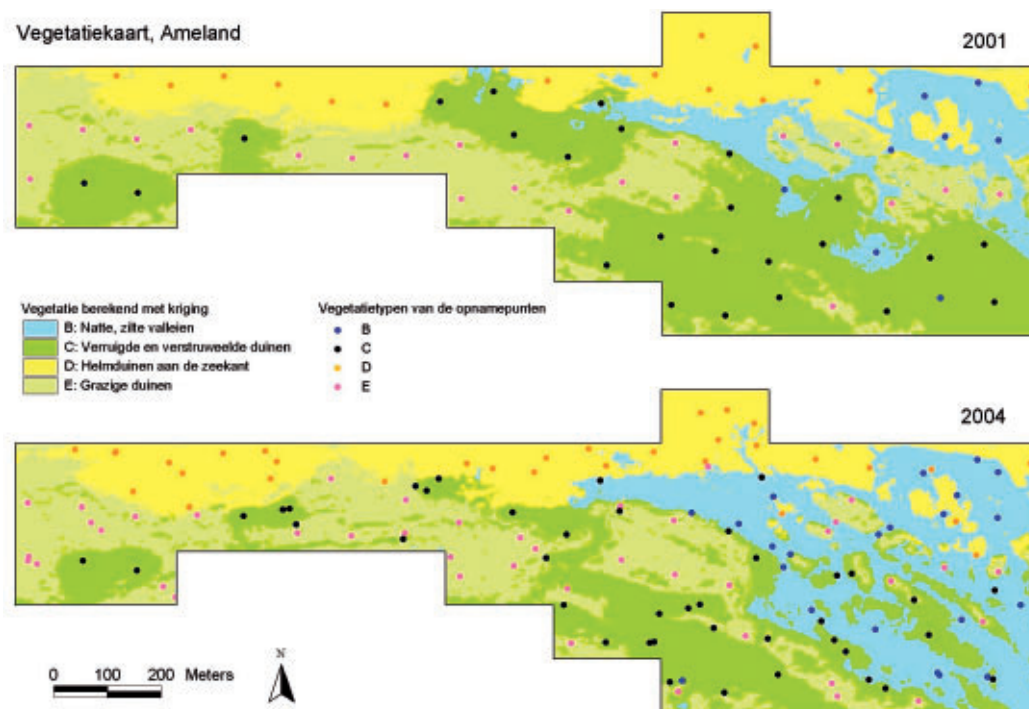 Vegetatiekaart, Ameland
2001
Vegetatie berekend met kriging
B: Natte, zilte valleien
C: Verruigde en verstruweelde duinen
D: Helmduinen aan de zeekant
E: Grazige duinen
Vegetatietypen van de opnamepunten
B
C
D
E
2004
0 100 200 Meters
N